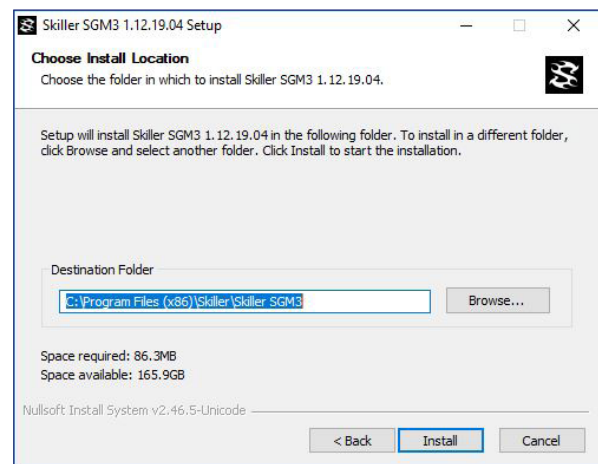 Skiller SGM3 1.12.19.04 Setup
Choose Install Location
Choose the folder in which to install Skiller SGM3 1.12.19.04.
Setup will install Skiller SGM3 1.12.19.04 in the following folder. To install in a different folder,
click Browse and select another folder. Click Install to start the installation.
Destination Folder
C:\Program Files (x86)\Skiller\Skiller SGM3
Browse...
Space required: 86.3MB
Space available: 165.9GB
Nullsoft Install System v2.46.5-Unicode
< Back Install Cancel